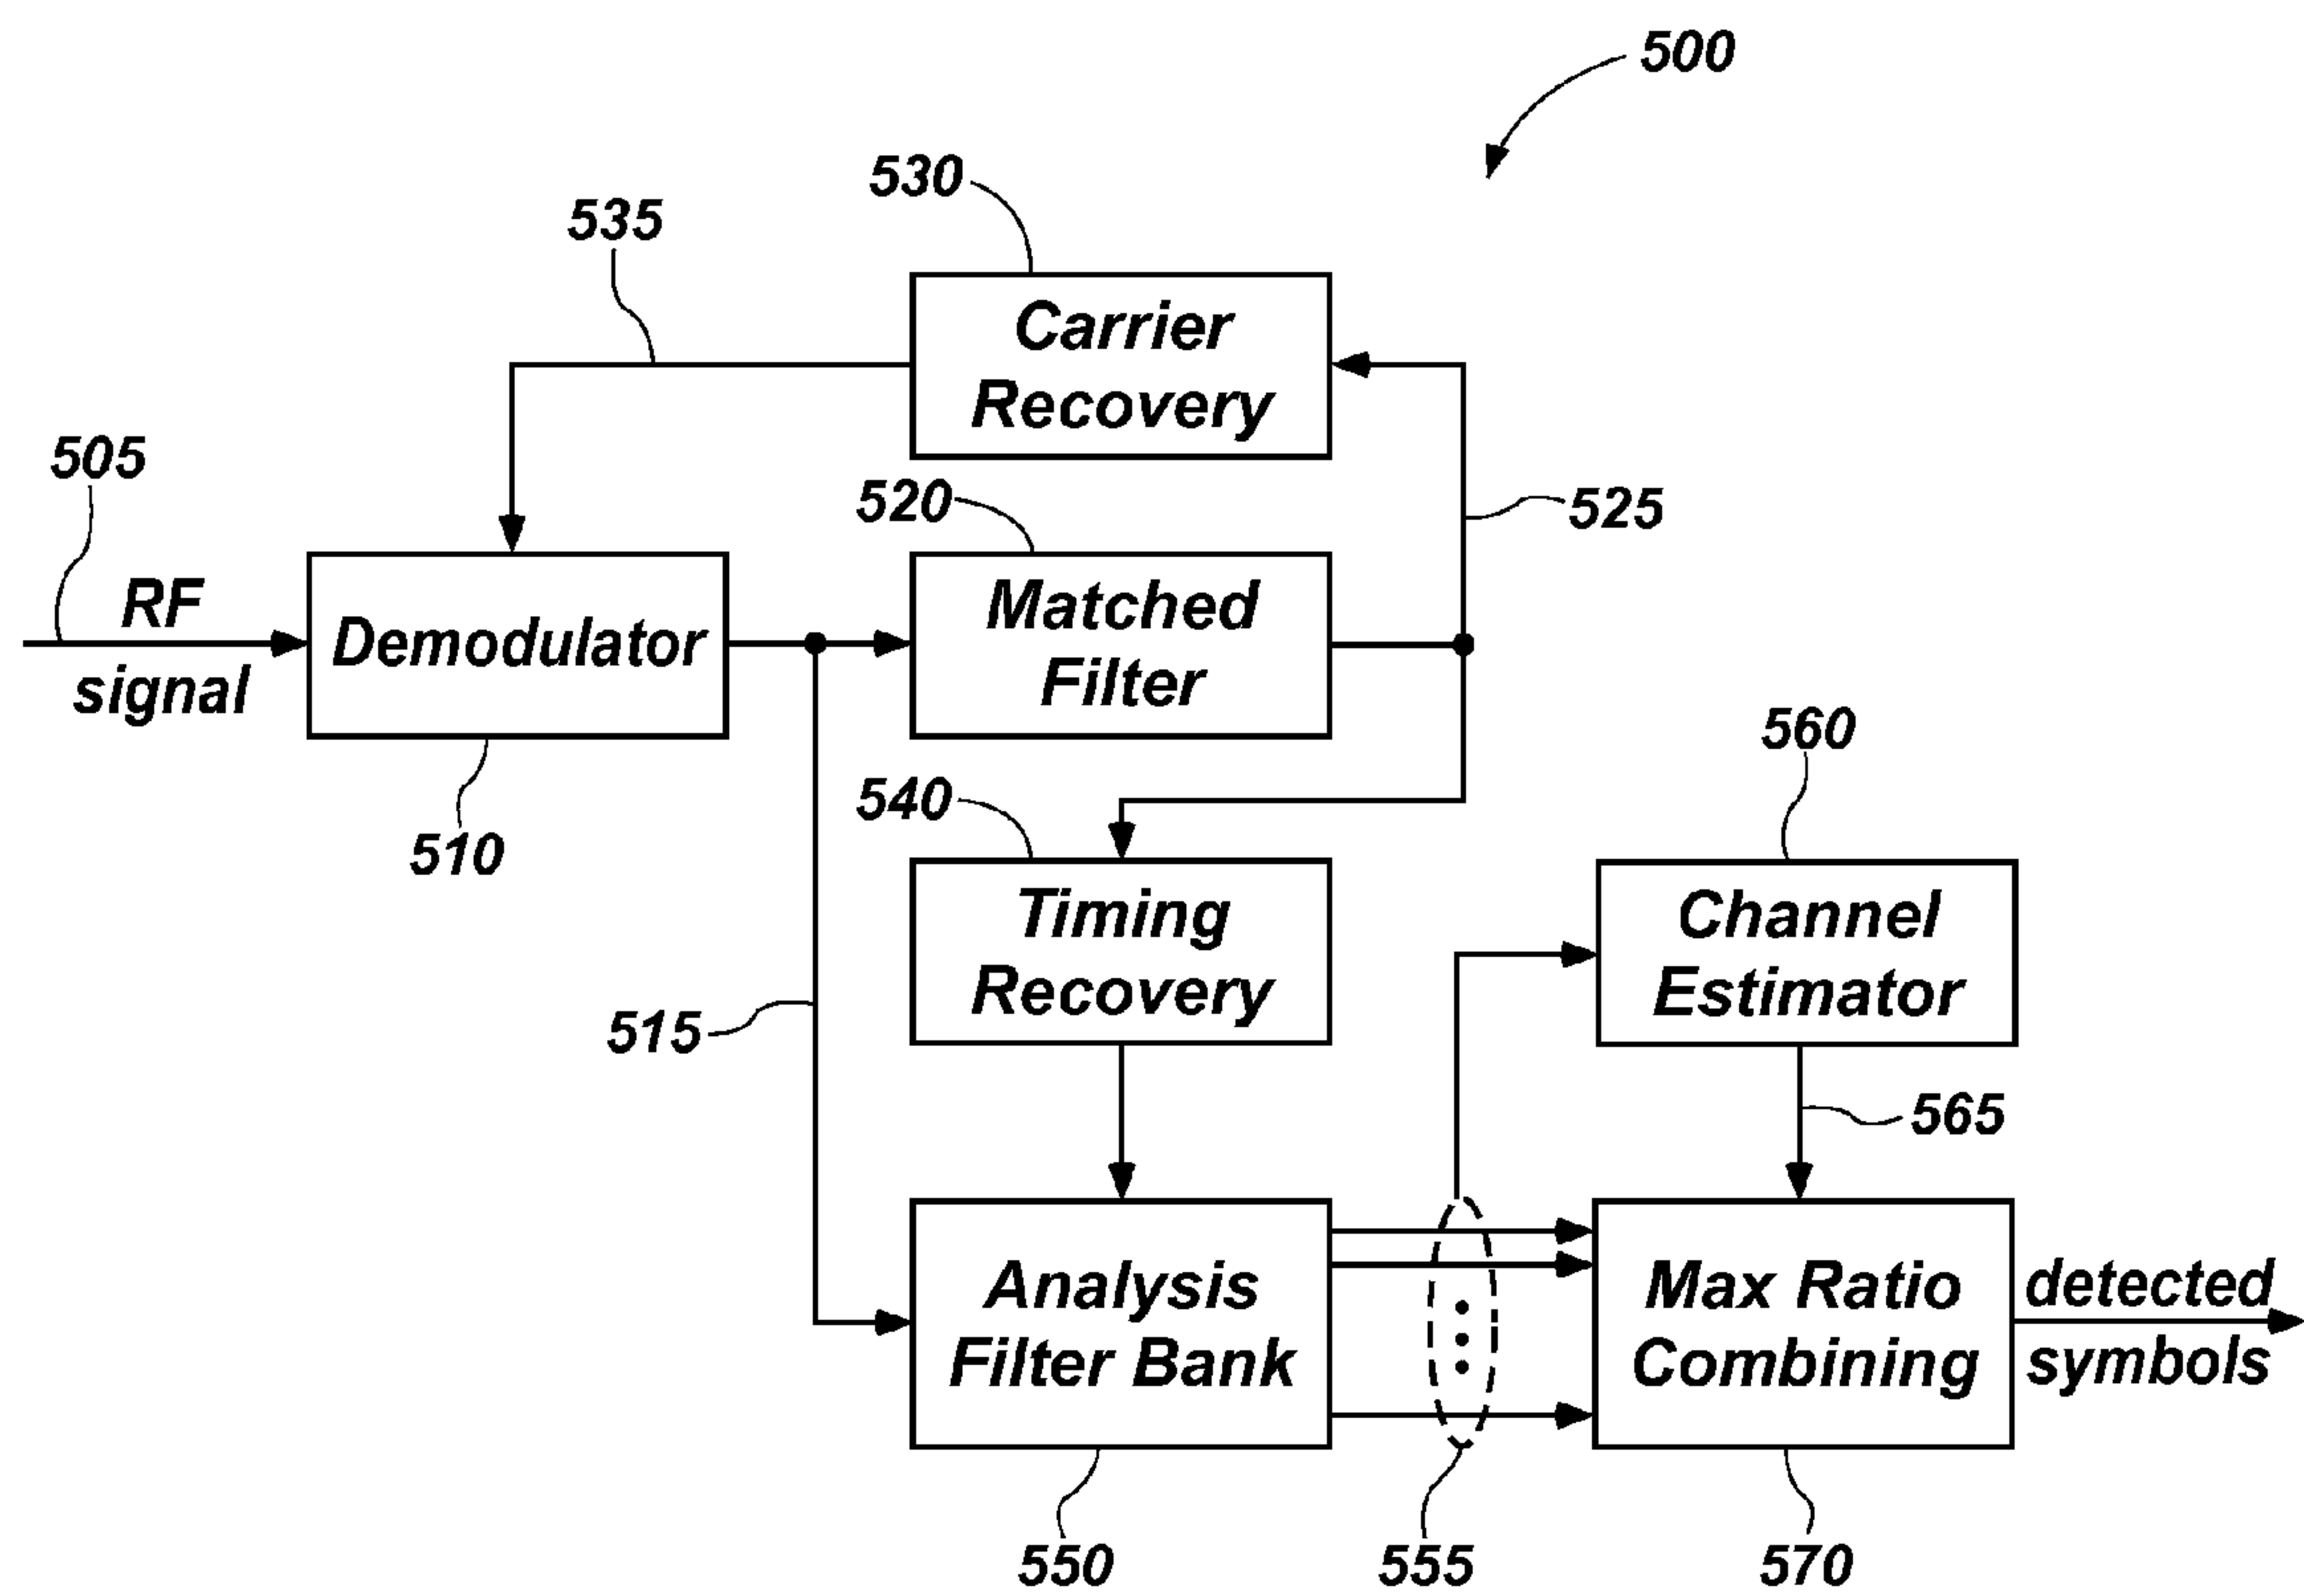 500
530
535
Carrier
Recovery
505
520
525
RF
signal
Demodulator
Matched
Filter
510
540
560
Timing
Recovery
Channel
Estimator
515
565
Analysis
Filter Bank
Max Ratio
Combining
detected
symbols
550
555
570